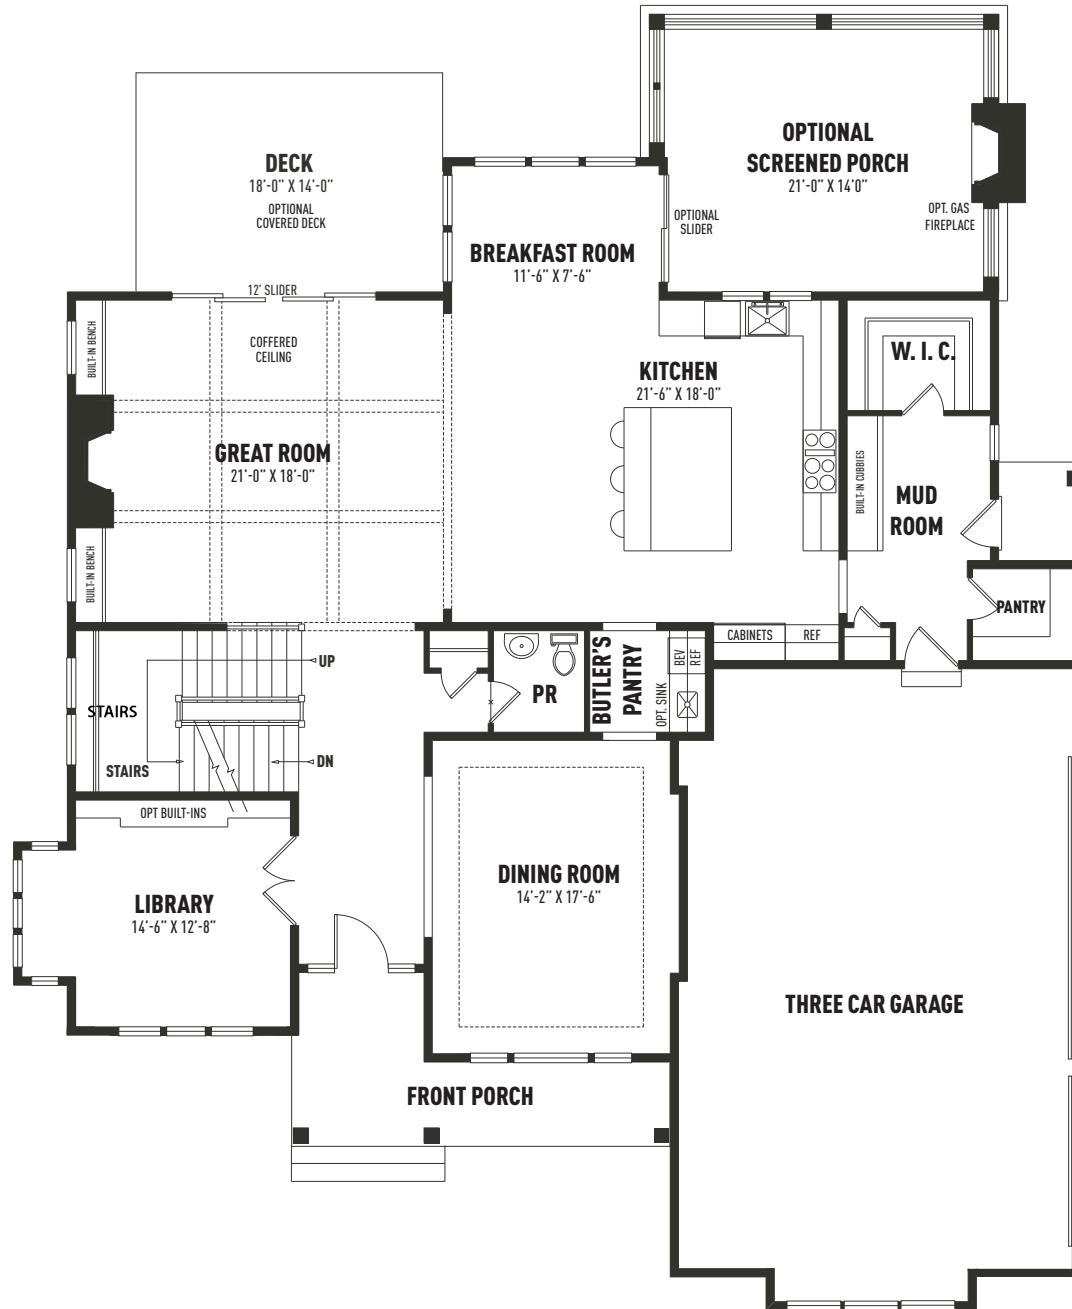 DECK
18'-0" X 14'-0"
OPTIONAL
COVERED DECK
OPTIONAL
SCREENED PORCH
21'-0" X 14'0"
OPT. GAS
FIREPLACE
OPTIONAL
SLIDER
BREAKFAST ROOM
11'-6" X 7'-6"
12' SLIDER
BUILT-IN BENCH
COFFERED
CEILING
W. I. C.
KITCHEN
21'-6" X 18'-0"
GREAT ROOM
21'-0" X 18'-0"
BUILT-IN CUBBIES
MUD
ROOM
BUILT-IN BENCH
PANTRY
CABINETS
REF
UP
PR
BUTLER'S
PANTRY
OPT. SINK
BEV
REF
STAIRS
STAIRS
DN
OPT BUILT-INS
LIBRARY
14'-6" X 12'-8"
DINING ROOM
14'-2" X 17'-6"
THREE CAR GARAGE
FRONT PORCH